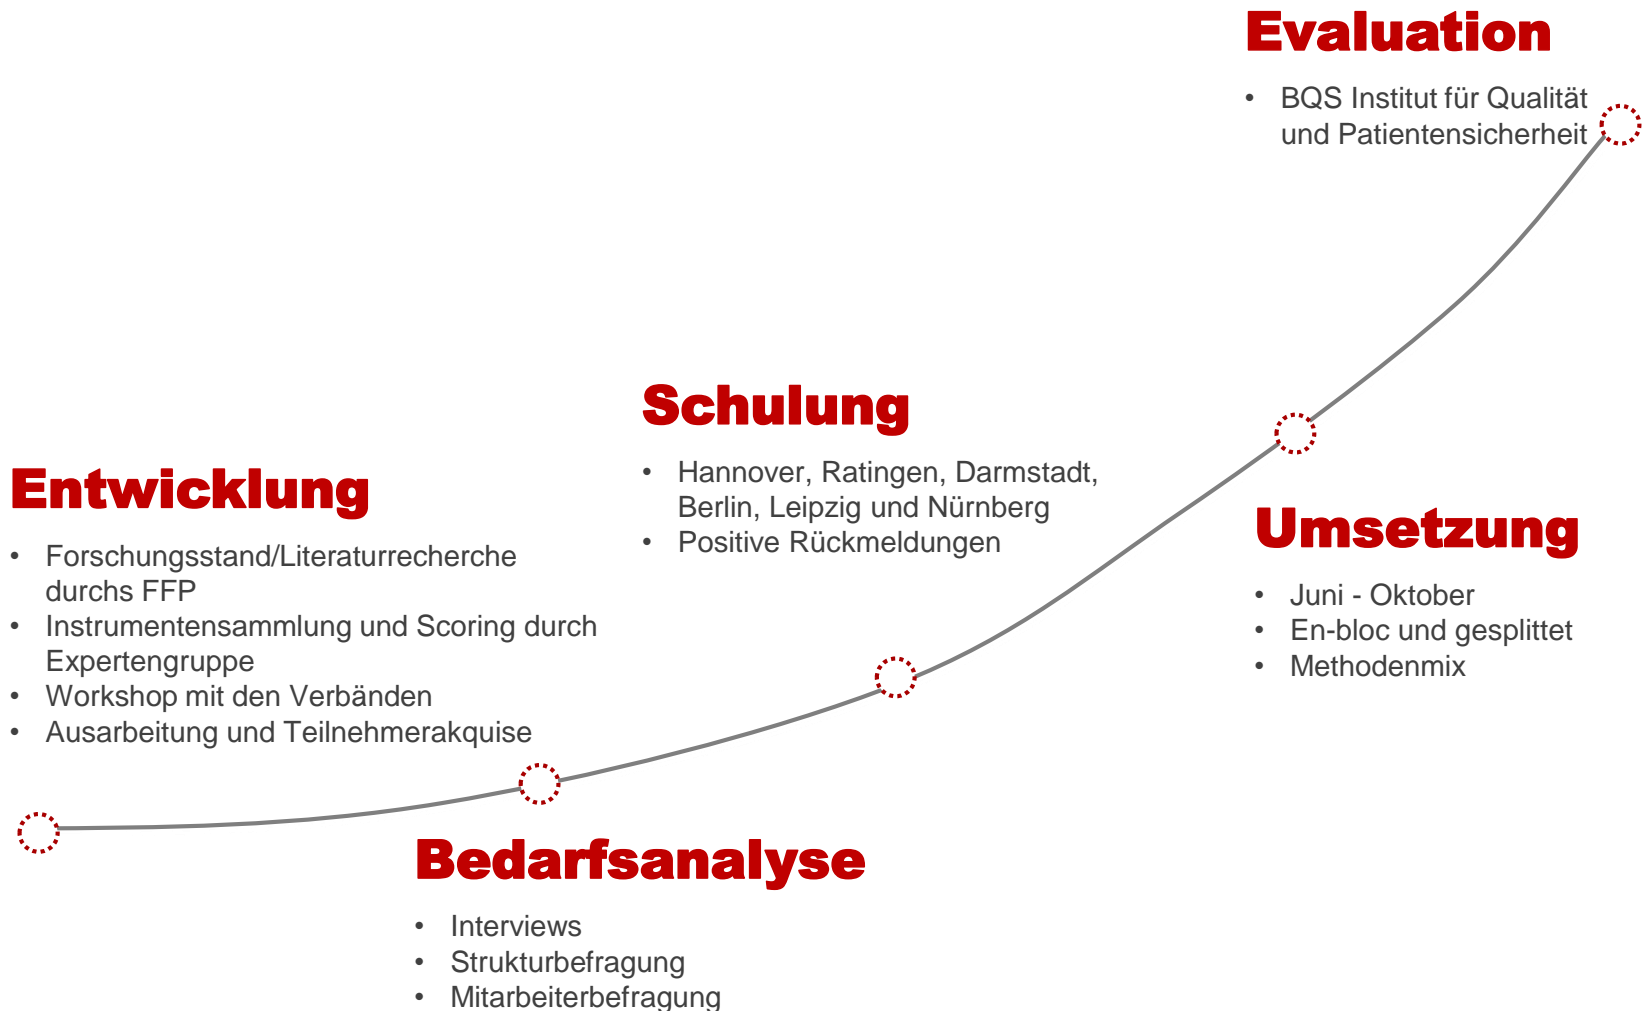 Entwicklung
• Forschungsstand/Literaturrecherche
durchs FFP
• Instrumentensammlung und Scoring durch
Expertengruppe
• Workshop mit den Verbänden
• Ausarbeitung und Teilnehmerakquise
Bedarfsanalyse
• Interviews
• Strukturbefragung
• Mitarbeiterbefragung
Schulung
• Hannover, Ratingen, Darmstadt,
Berlin, Leipzig und Nürnberg
• Positive Rückmeldungen
Umsetzung
• Juni - Oktober
• En-bloc und gesplittet
• Methodenmix
Evaluation
• BQS Institut für Qualität
und Patientensicherheit